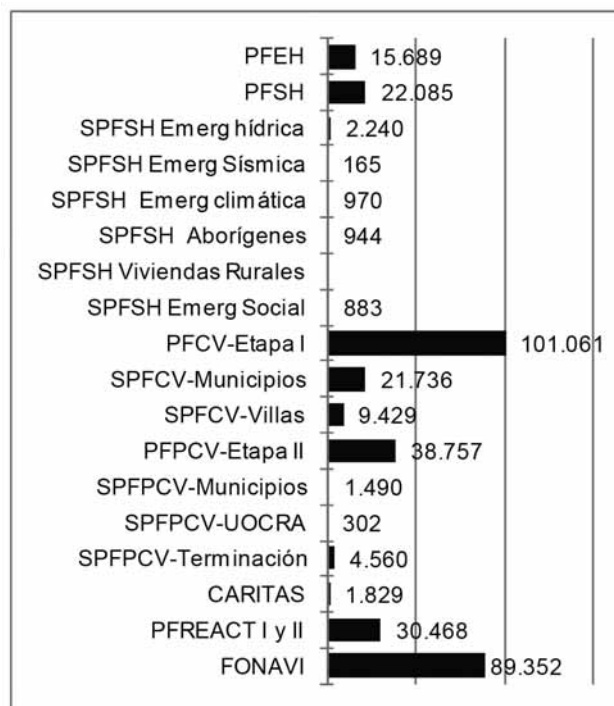 PFEH 15.689
PFSH 22.085
SPFSH Emerg hídrica 2.240
SPFSH Emerg Sísmica 165
SPFSH Emerg climática 970
SPFSH Aborígenes 944
SPFSH Viviendas Rurales
SPFSH Emerg Social 883
PFCV-Etapa I 101.061
SPFCV-Municipios 21.736
SPFCV-Villas 9.429
PFPCV-Etapa II 38.757
SPFPCV-Municipios 1.490
SPFPCV-UOCRA 302
SPFPCV-Terminación 4.560
CARITAS 1.829
PFREACT I y II 30.468
FONAVI 89.352